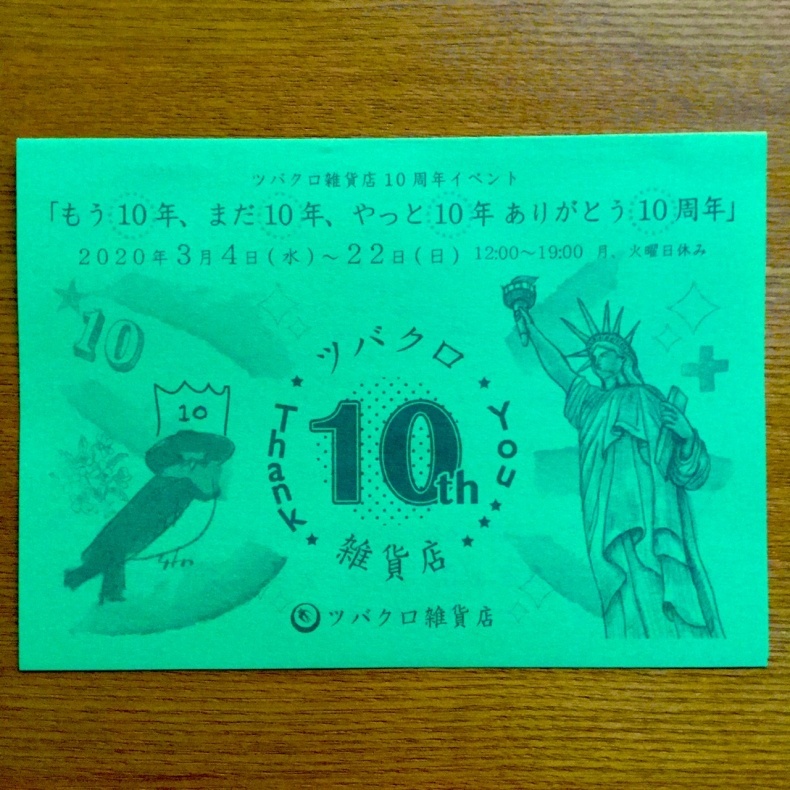 ツバクロ雑貨店10周年イベント
「もう10年、まだ10年、やっと10年 ありがとう10周年」
2020年3月4日(水)～22日(日) 12:00～19:00 月、火曜日休み
10
10
ツバクロ
Thank
10th
You
雑貨店
ツバクロ雑貨店